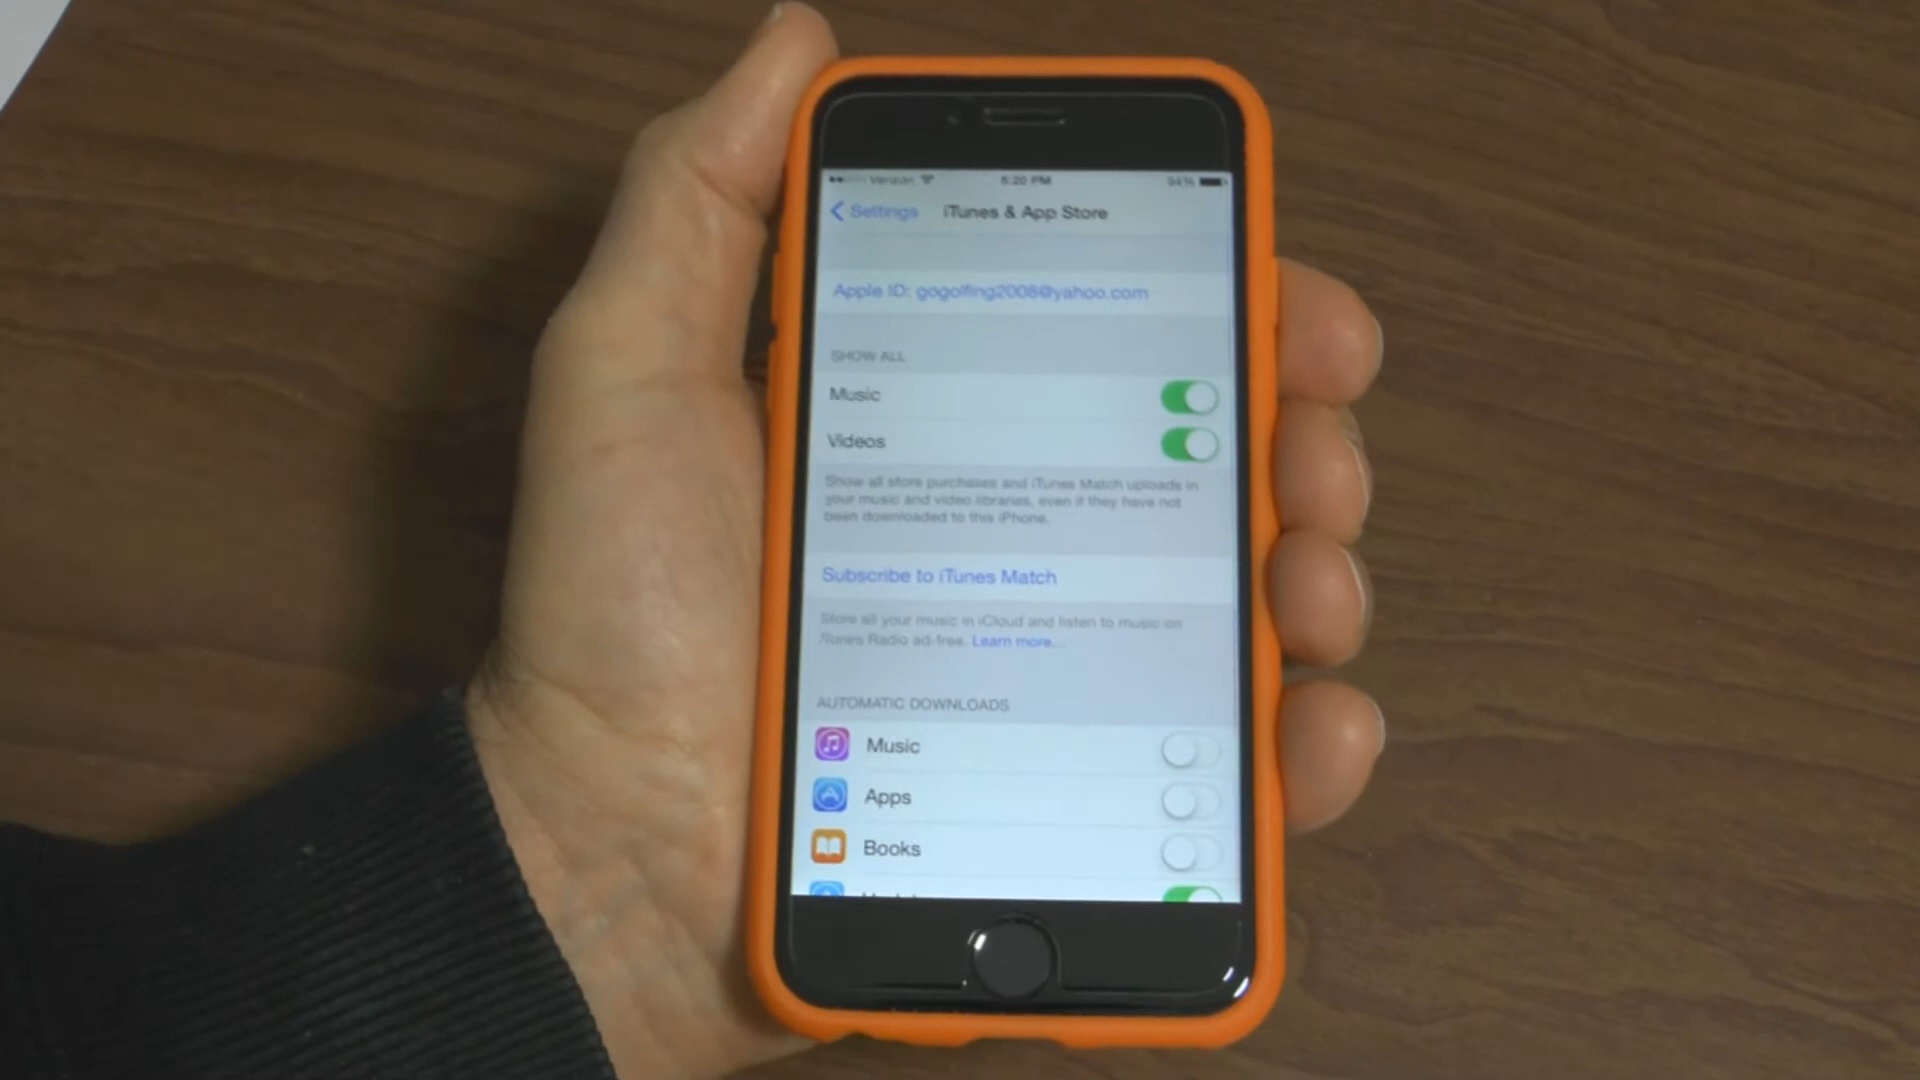 Verizon 5:20 PM 94%
Settings iTunes & App Store
Apple ID: gogolfing2008@yahoo.com
SHOW ALL
Music
Videos
Show all store purchases and iTunes Match uploads in
your music and video libraries, even if they have not
been downloaded to this iPhone.
Subscribe to iTunes Match
Store all your music in iCloud and listen to music on
iTunes Radio ad-free. Learn more...
AUTOMATIC DOWNLOADS
Music
Apps
Books